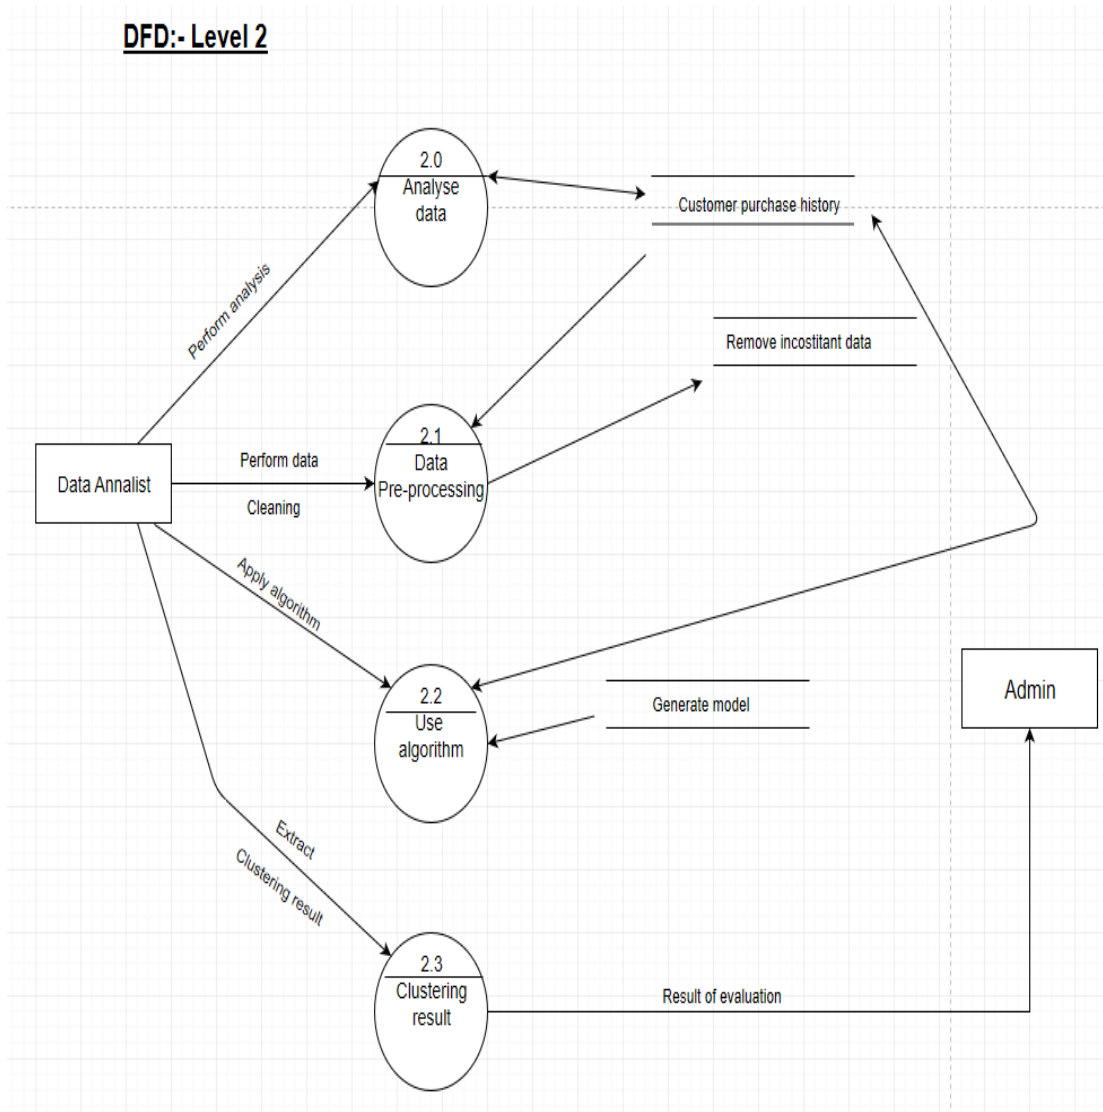 DFD:- Level 2
2.0
Analyse
data
Customer purchase history
Perform analysis
Remove incostitant data
2.1
Data
Pre-processing
Data Annalist
Perform data
Cleaning
Apply algorithm
2.2
Use
algorithm
Generate model
Admin
Extract
Clustering result
2.3
Clustering
result
Result of evaluation